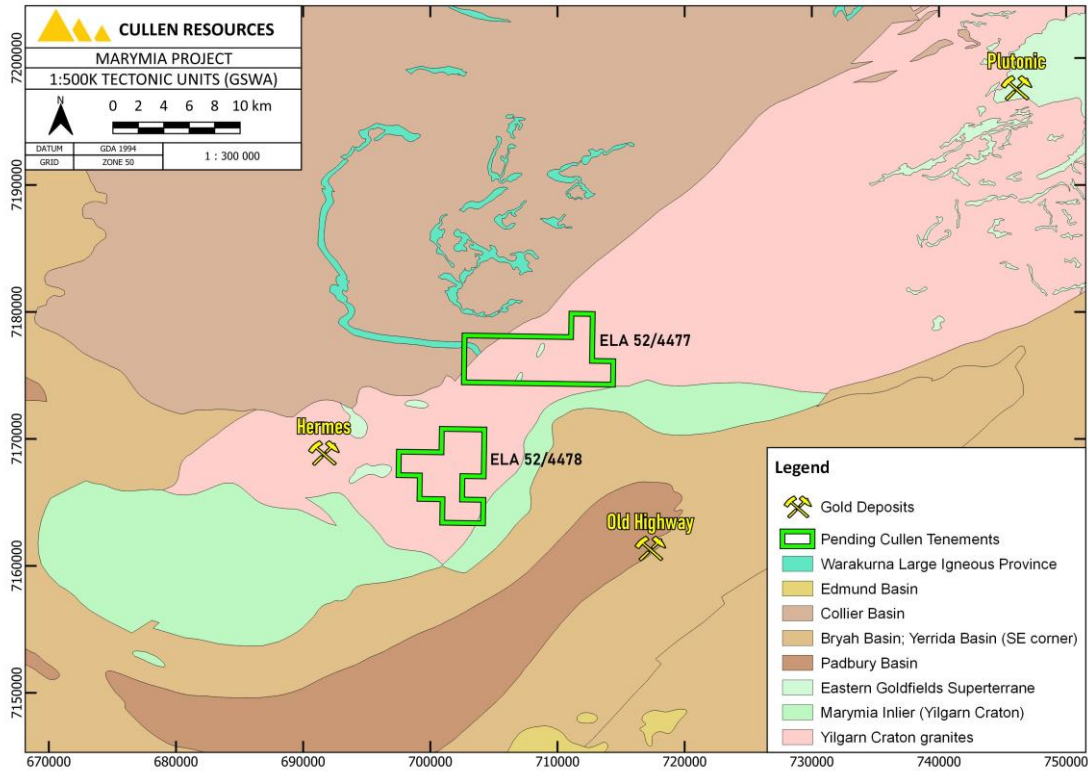 CULLEN RESOURCES
MARYMIA PROJECT
1:500K TECTONIC UNITS (GSWA)
N
0 2 4 6 8 10 km
DATUM GDA 1994
GRID ZONE 50
1 : 300 000
Plutonic
ELA 52/4477
Hermes
ELA 52/4478
Old Highway
Legend
Gold Deposits
Pending Cullen Tenements
Warakurna Large Igneous Province
Edmund Basin
Collier Basin
Bryah Basin; Yerrida Basin (SE corner)
Padbury Basin
Eastern Goldfields Superterrane
Marymia Inlier (Yilgarn Craton)
Yilgarn Craton granites
7200000
7190000
7180000
7170000
7160000
7150000
670000 680000 690000 700000 710000 720000 730000 740000 750000